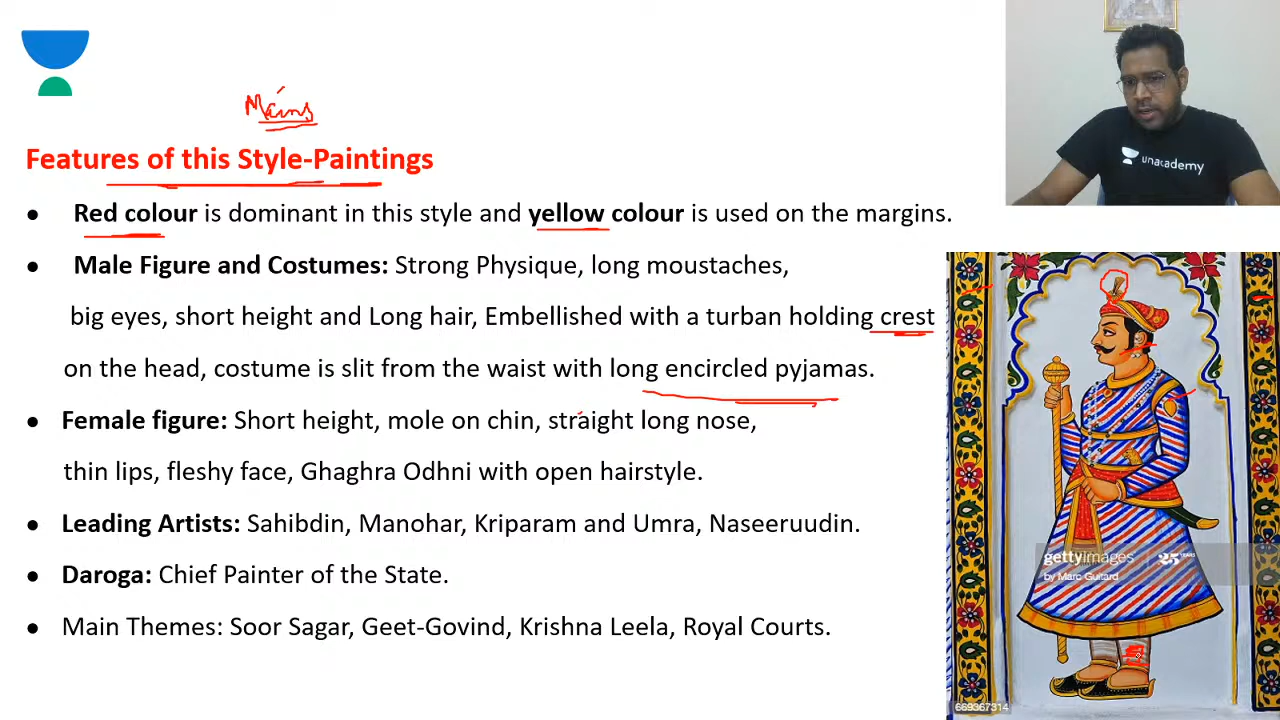 Mains
unacademy
Features of this Style-Paintings
● Red colour is dominant in this style and yellow colour is used on the margins.
● Male Figure and Costumes: Strong Physique, long moustaches,
big eyes, short height and Long hair, Embellished with a turban holding crest
on the head, costume is slit from the waist with long encircled pyjamas.
● Female figure: Short height, mole on chin, straight long nose,
thin lips, fleshy face, Ghaghra Odhni with open hairstyle.
● Leading Artists: Sahibdin, Manohar, Kriparam and Umra, Naseeruudin.
● Daroga: Chief Painter of the State.
● Main Themes: Soor Sagar, Geet-Govind, Krishna Leela, Royal Courts.
gettyimages
by Marc Guitard
25 YEARS
669367314